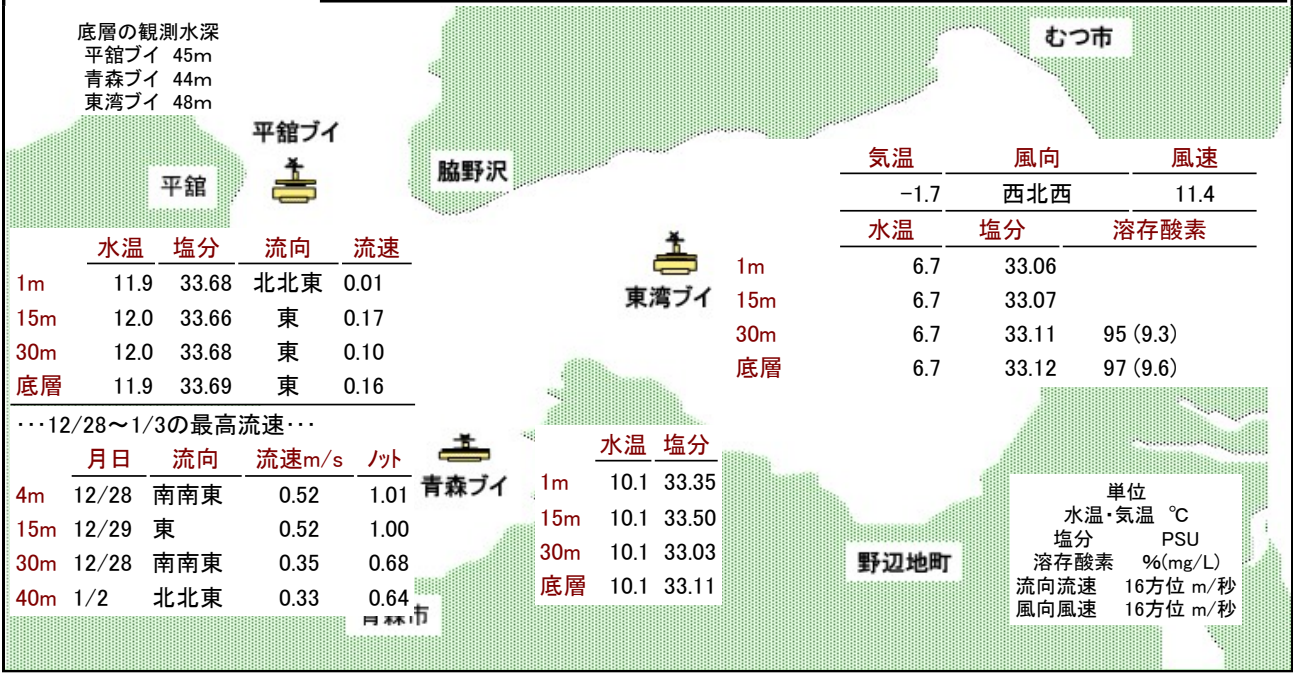 底層の観測水深
平舘ブイ 45m
青森ブイ 44m
東湾ブイ 48m
むつ市
平舘ブイ
脇野沢
平舘
気温 風向 風速
-1.7 西北西 11.4
水温 塩分 溶存酸素
1m 6.7 33.06
15m 6.7 33.07
30m 6.7 33.11 95 (9.3)
底層 6.7 33.12 97 (9.6)
東湾ブイ
水温 塩分 流向 流速
1m 11.9 33.68 北北東 0.01
15m 12.0 33.66 東 0.17
30m 12.0 33.68 東 0.10
底層 11.9 33.69 東 0.16
…12/28～1/3の最高流速…
月日 流向 流速m/s ノット
4m 12/28 南南東 0.52 1.01
15m 12/29 東 0.52 1.00
30m 12/28 南南東 0.35 0.68
40m 1/2 北北東 0.33 0.64
青森ブイ
水温 塩分
1m 10.1 33.35
15m 10.1 33.50
30m 10.1 33.03
底層 10.1 33.11
青森市
野辺地町
単位
水温・気温 ℃
塩分 PSU
溶存酸素 %(mg/L)
流向流速 16方位 m/秒
風向風速 16方位 m/秒